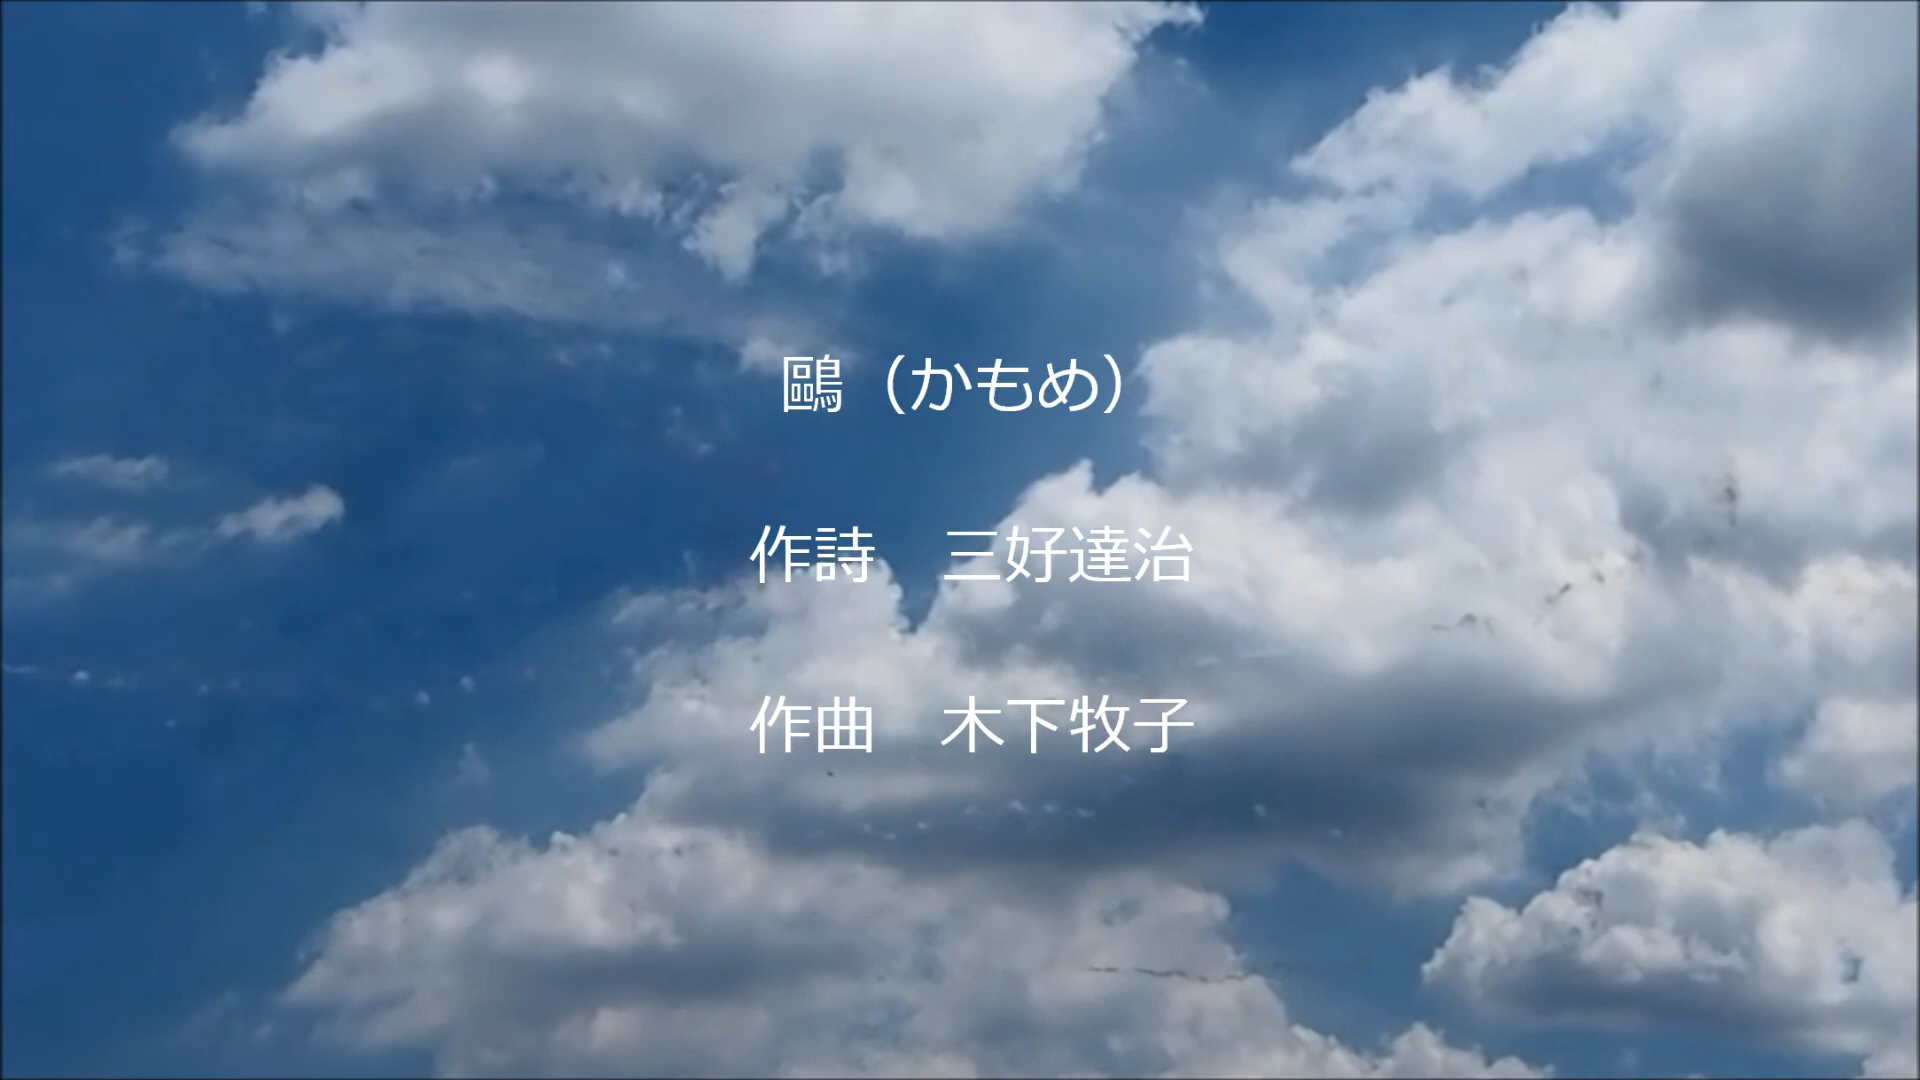 鷗（かもめ）
作詩　三好達治
作曲　木下牧子